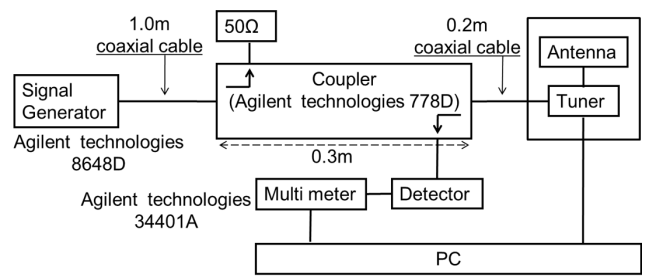 1.0m
coaxial cable
50Ω
0.2m
coaxial cable
Antenna
Tuner
Signal
Generator
Agilent technologies
8648D
Coupler
(Agilent technologies 778D)
0.3m
Agilent technologies
34401A
Multi meter
Detector
PC